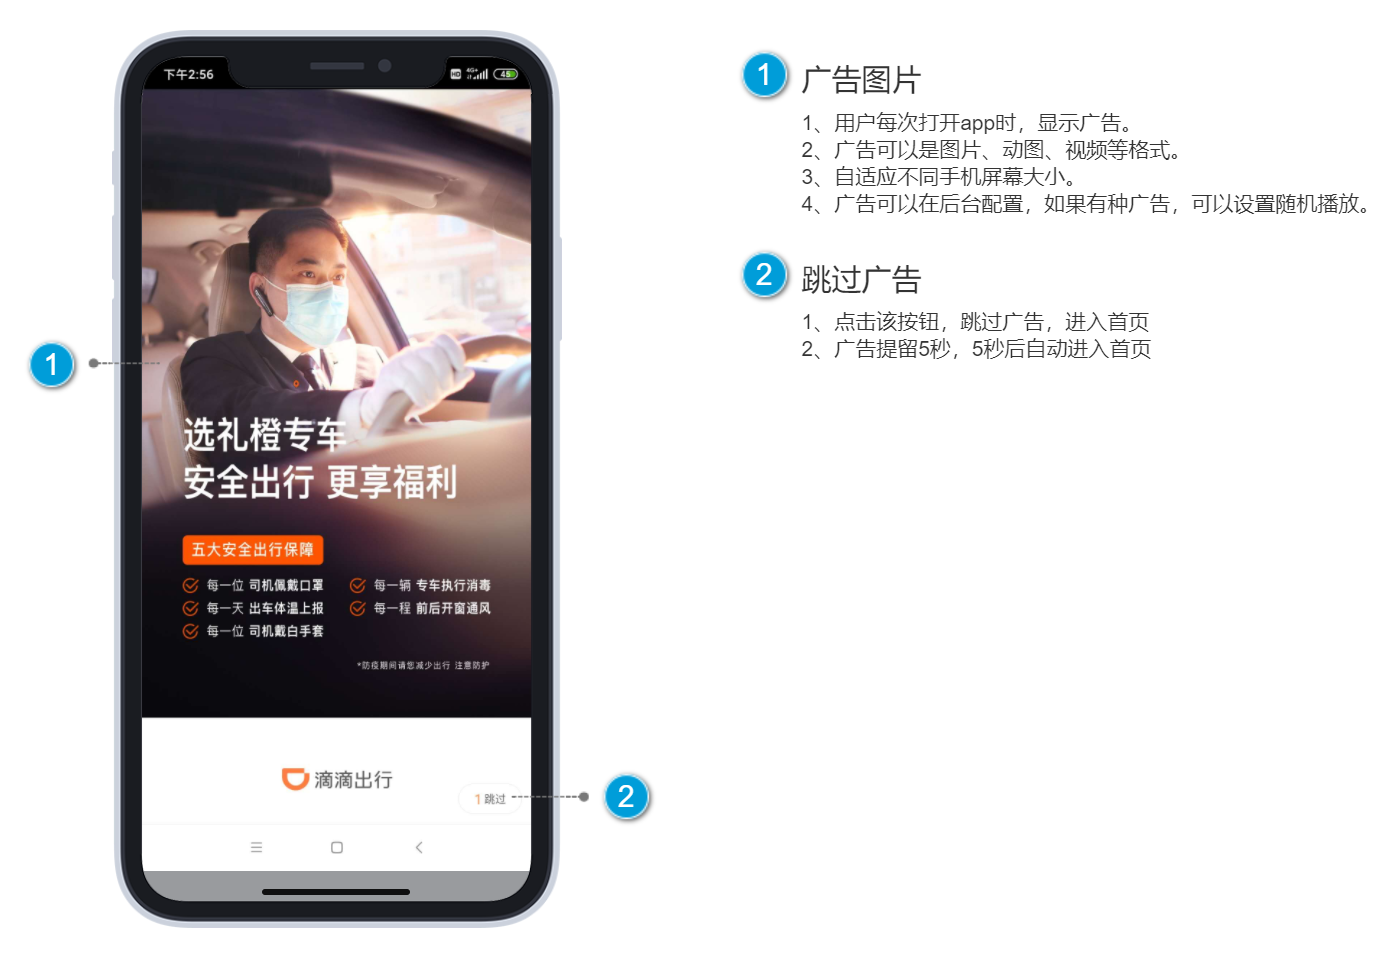 下午2:56
HD 4G+ 45
选礼橙专车
安全出行 更享福利
五大安全出行保障
每一位 司机佩戴口罩
每一辆 专车执行消毒
每一天 出车体温上报
每一程 前后开窗通风
每一位 司机戴白手套
*防疫期间请您减少出行 注意防护
滴滴出行
1 跳过
1
2
1 广告图片
1、用户每次打开app时，显示广告。
2、广告可以是图片、动图、视频等格式。
3、自适应不同手机屏幕大小。
4、广告可以在后台配置，如果有种广告，可以设置随机播放。
2 跳过广告
1、点击该按钮，跳过广告，进入首页
2、广告提留5秒，5秒后自动进入首页